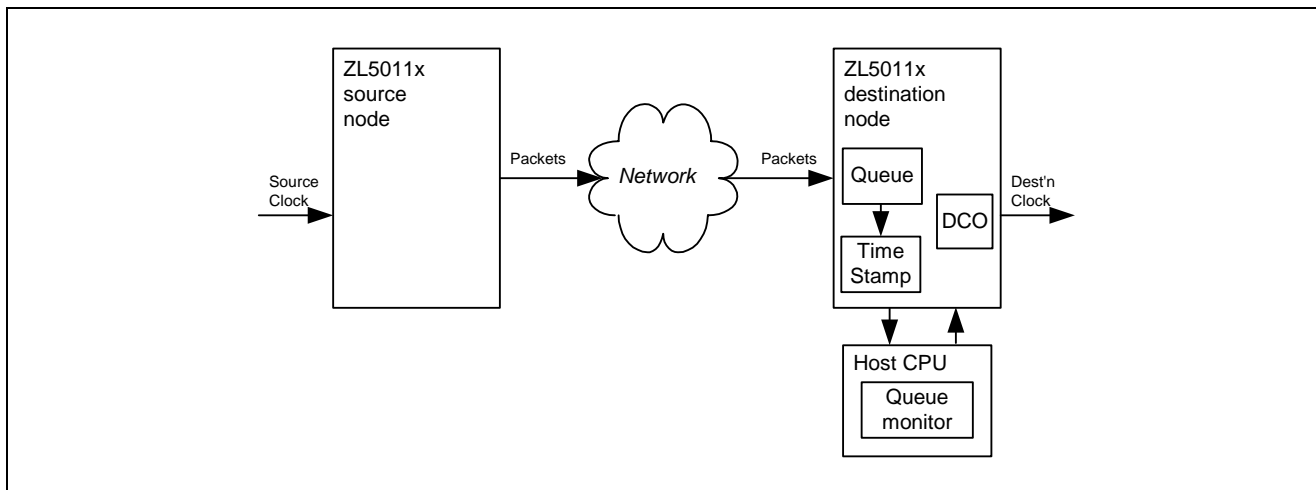 ZL5011x
source
node
Source
Clock
Packets
Network
Packets
ZL5011x
destination
node
Queue
Time
Stamp
DCO
Dest'n
Clock
Host CPU
Queue
monitor